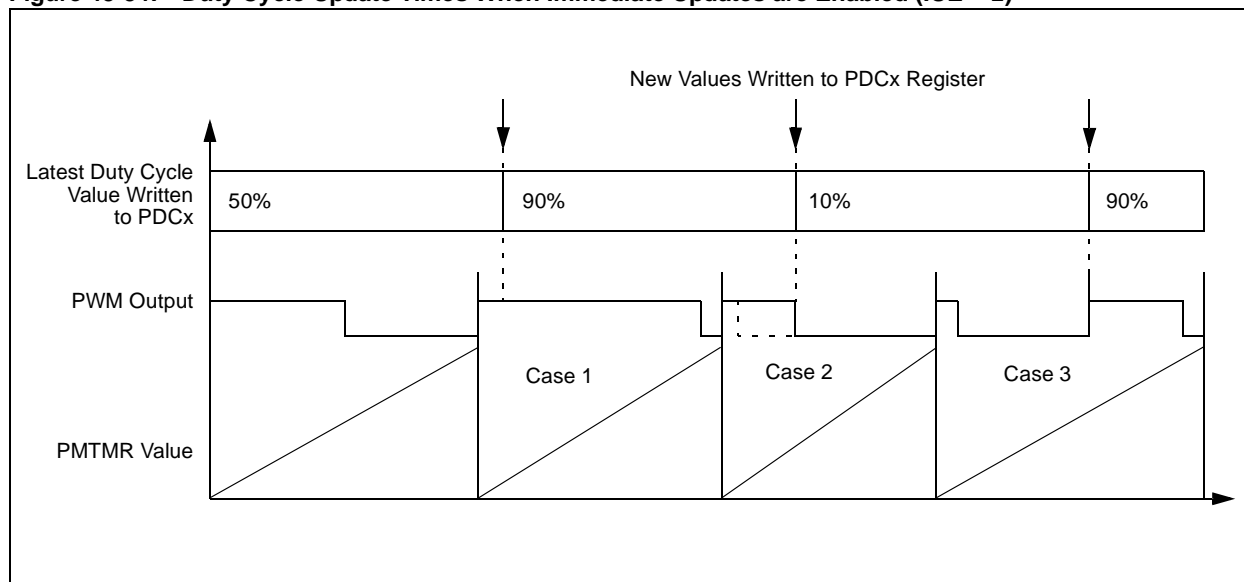 New Values Written to PDCx Register
Latest Duty Cycle
Value Written
to PDCx
50%
90%
10%
90%
PWM Output
Case 1
Case 2
Case 3
PMTMR Value